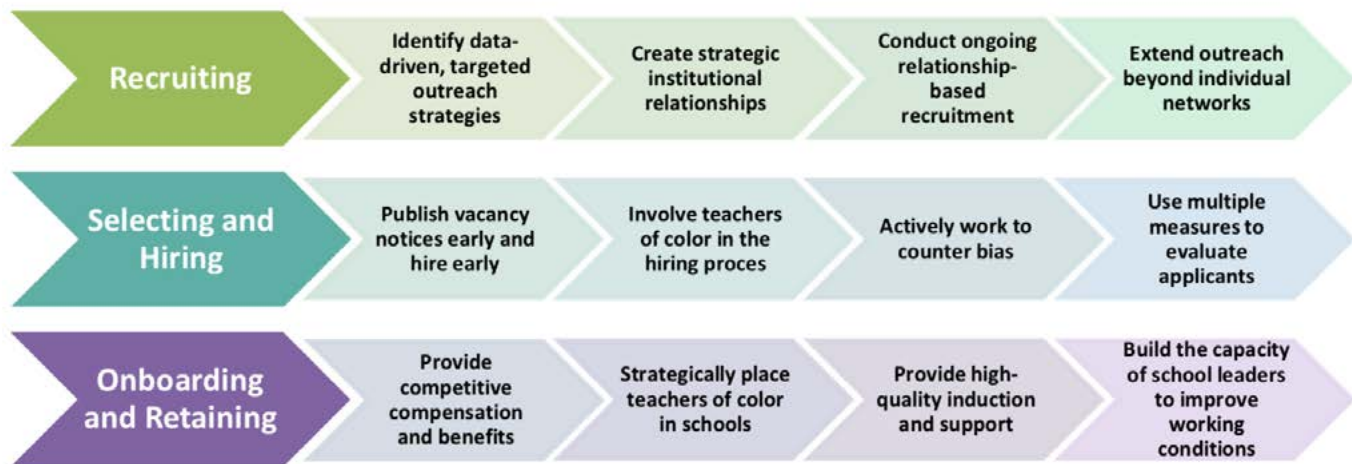 Recruiting
Identify data-
driven, targeted
outreach
strategies
Create strategic
institutional
relationships
Conduct ongoing
relationship-
based
recruitment
Extend outreach
beyond individual
networks
Selecting and
Hiring
Publish vacancy
notices early and
hire early
Involve teachers
of color in the
hiring proces
Actively work to
counter bias
Use multiple
measures to
evaluate
applicants
Onboarding
and Retaining
Provide
competitive
compensation
and benefits
Strategically place
teachers of color
in schools
Provide high-
quality induction
and support
Build the capacity
of school leaders
to improve
working
conditions